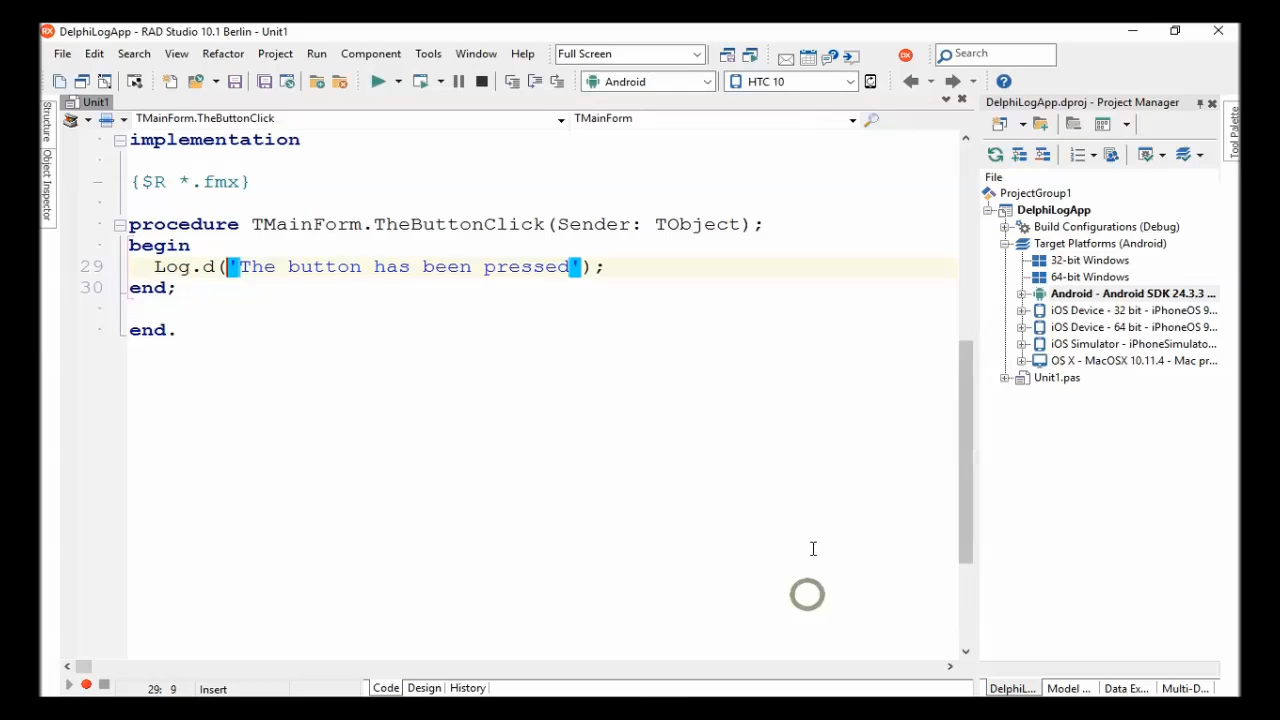 DelphiLogApp - RAD Studio 10.1 Berlin - Unit1
File Edit Search View Refactor Project Run Component Tools Window Help Full Screen Search
Android HTC 10
Unit1
TMainForm.TheButtonClick TMainForm
implementation
{$R *.fmx}
procedure TMainForm.TheButtonClick(Sender: TObject);
begin
29 Log.d('The button has been pressed');
30 end;
end.
29: 9 Insert Code Design History
Structure
Object Inspector
DelphiLogApp.dproj - Project Manager
File
ProjectGroup1
DelphiLogApp
Build Configurations (Debug)
Target Platforms (Android)
32-bit Windows
64-bit Windows
Android - Android SDK 24.3.3 ...
iOS Device - 32 bit - iPhoneOS 9...
iOS Device - 64 bit - iPhoneOS 9...
iOS Simulator - iPhoneSimulato...
OS X - MacOSX 10.11.4 - Mac pr...
Unit1.pas
DelphiL... Model ... Data Ex... Multi-D...
Tool Palette